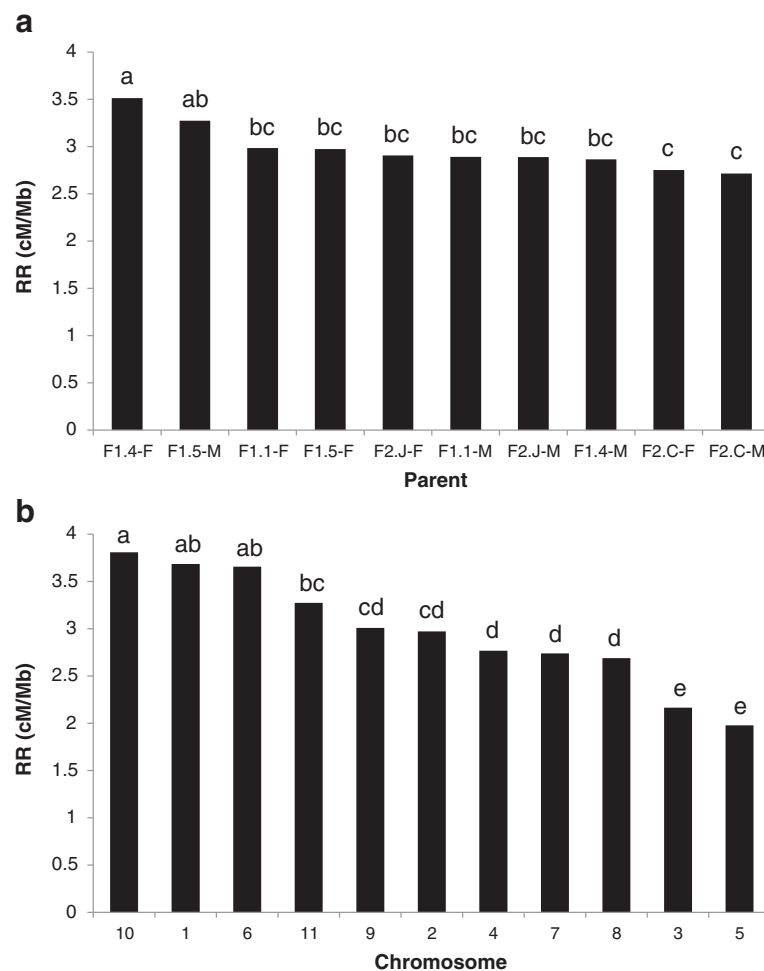 a
4
3.5
3
2.5
2
1.5
1
0.5
0
RR (cM/Mb)
a ab bc bc bc bc bc bc c c
F1.4-F F1.5-M F1.1-F F1.5-F F2.J-F F1.1-M F2.J-M F1.4-M F2.C-F F2.C-M
Parent
b
4
3.5
3
2.5
2
1.5
1
0.5
0
RR (cM/Mb)
a ab ab bc cd cd d d d e e
10 1 6 11 9 2 4 7 8 3 5
Chromosome